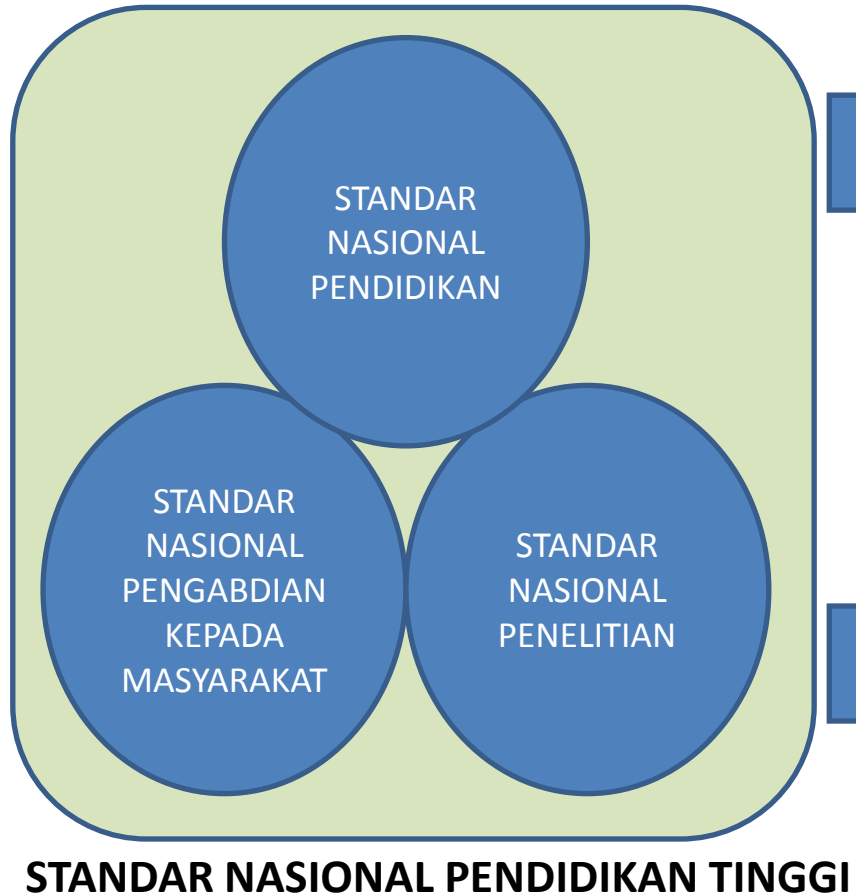 STANDAR
NASIONAL
PENDIDIKAN
STANDAR
NASIONAL
PENGABDIAN
KEPADA
MASYARAKAT
STANDAR
NASIONAL
PENELITIAN
STANDAR NASIONAL PENDIDIKAN TINGGI